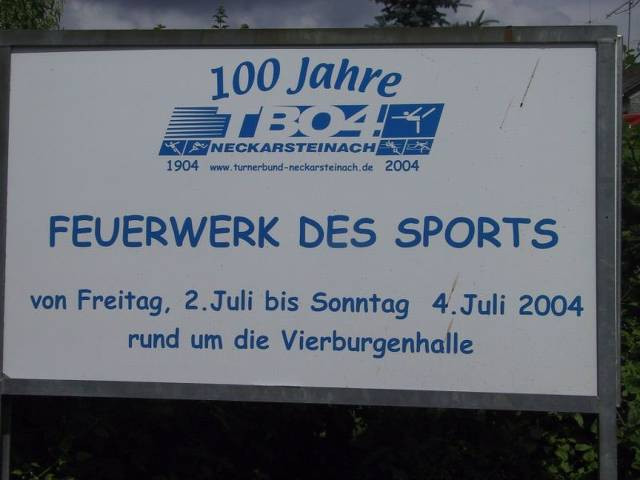 100 Jahre
TBO4!
NECKARSTEINACH
1904 www.turnerbund-neckarsteinach.de 2004
FEUERWERK DES SPORTS
von Freitag, 2.Juli bis Sonntag 4.Juli 2004
rund um die Vierburgenhalle